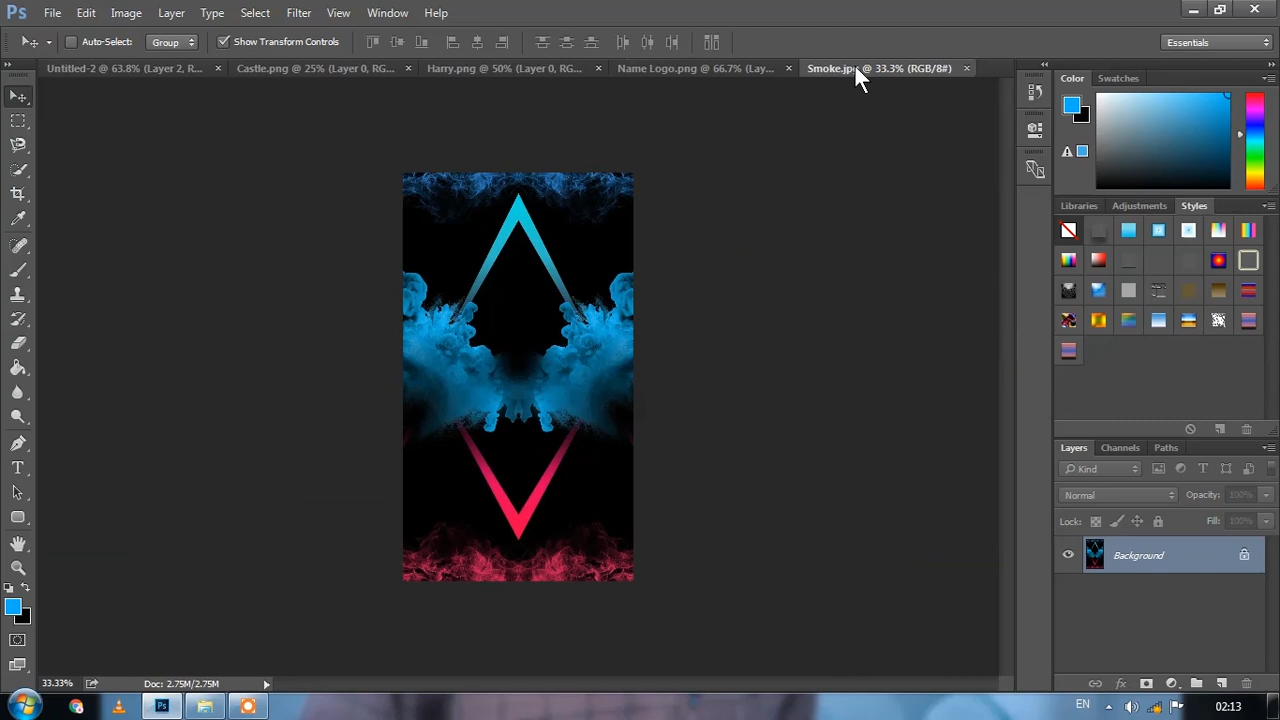 Ps File Edit Image Layer Type Select Filter 3D View Window Help
Auto-Select: Group Show Transform Controls Essentials
Untitled-2 @ 63.8% (Layer 2, R... × Castle.png @ 25% (Layer 0, RG... × Harry.png @ 50% (Layer 0, RG... × Name Logo.png @ 66.7% (Lay... × Smoke.jpg @ 33.3% (RGB/8#) ×
Color Swatches
Libraries Adjustments Styles
Layers Channels Paths
Kind
Normal Opacity: 100%
Lock: Fill: 100%
Background
33.33% Doc: 2.75M/2.75M
EN 02:13